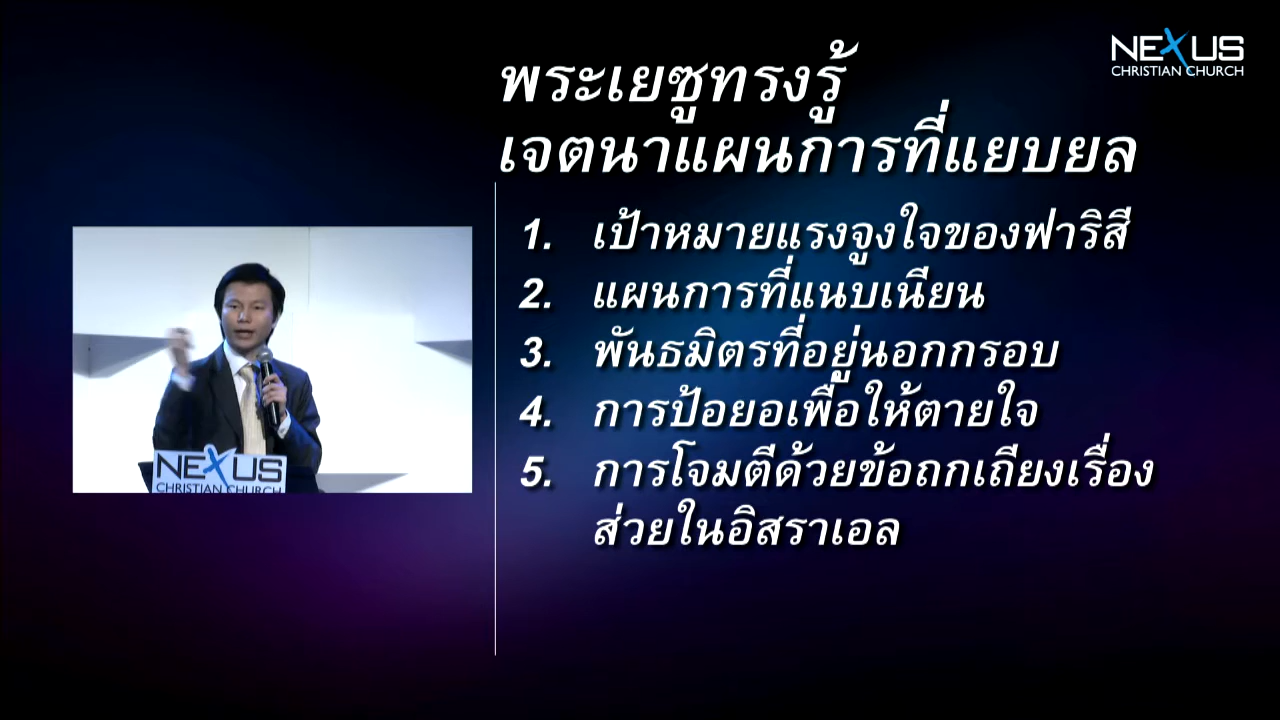 NEXUS
CHRISTIAN CHURCH
พระเยซูทรงรู้
เจตนาแผนการที่แยบยล
1. เป้าหมายแรงจูงใจของฟาริสี
2. แผนการที่แนบเนียน
3. พันธมิตรที่อยู่นอกกรอบ
4. การป้อยอเพื่อให้ตายใจ
5. การโจมตีด้วยข้อถกเถียงเรื่อง
ส่วยในอิสราเอล
NEXUS
CHRISTIAN CHURCH